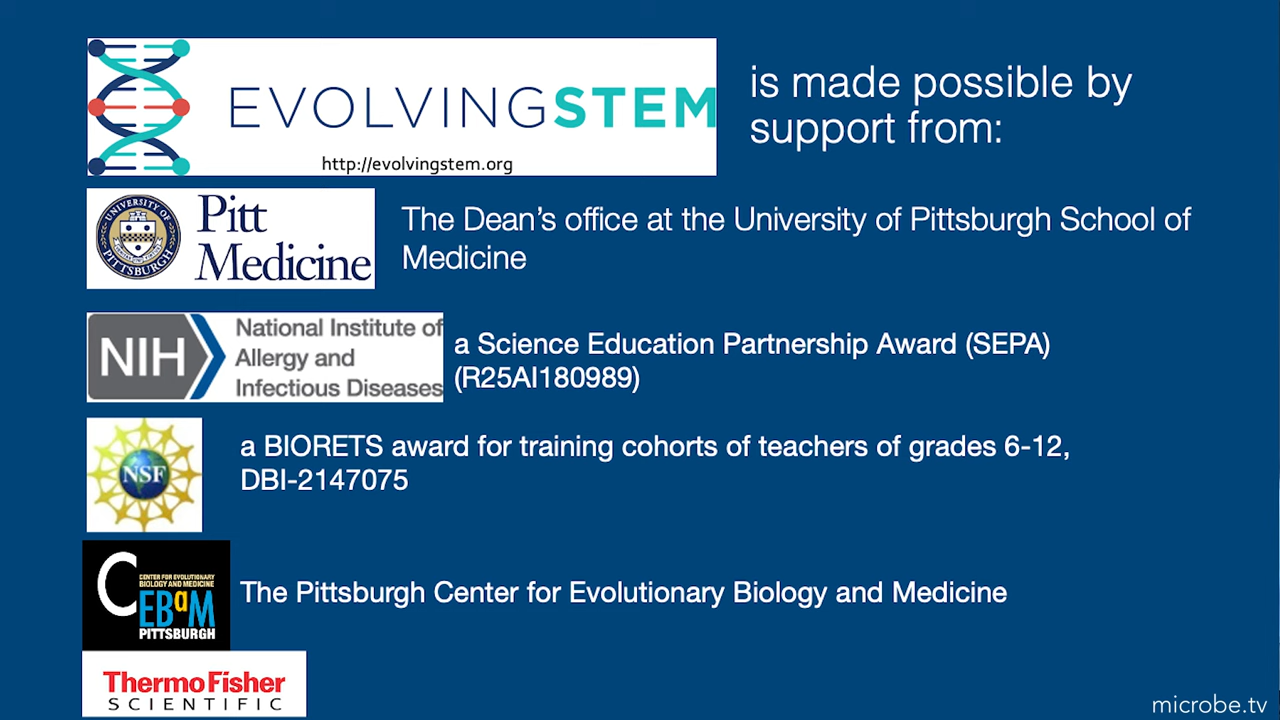 EVOLVINGSTEM
http://evolvingstem.org
is made possible by
support from:
UNIVERSITY OF PITTSBURGH
Pitt
Medicine
The Dean's office at the University of Pittsburgh School of
Medicine
NIH
National Institute of
Allergy and
Infectious Diseases
a Science Education Partnership Award (SEPA)
(R25AI180989)
NSF
a BIORETS award for training cohorts of teachers of grades 6-12,
DBI-2147075
CENTER FOR EVOLUTIONARY
BIOLOGY AND MEDICINE
CEBaM
PITTSBURGH
The Pittsburgh Center for Evolutionary Biology and Medicine
ThermoFisher
SCIENTIFIC
microbe.tv